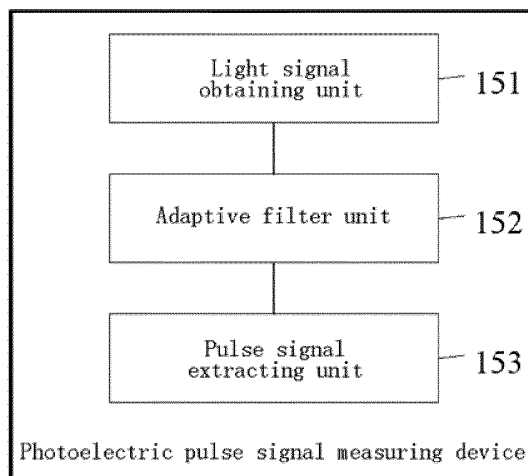 Light signal
obtaining unit
151
Adaptive filter unit
152
Pulse signal
extracting unit
153
Photoelectric pulse signal measuring device